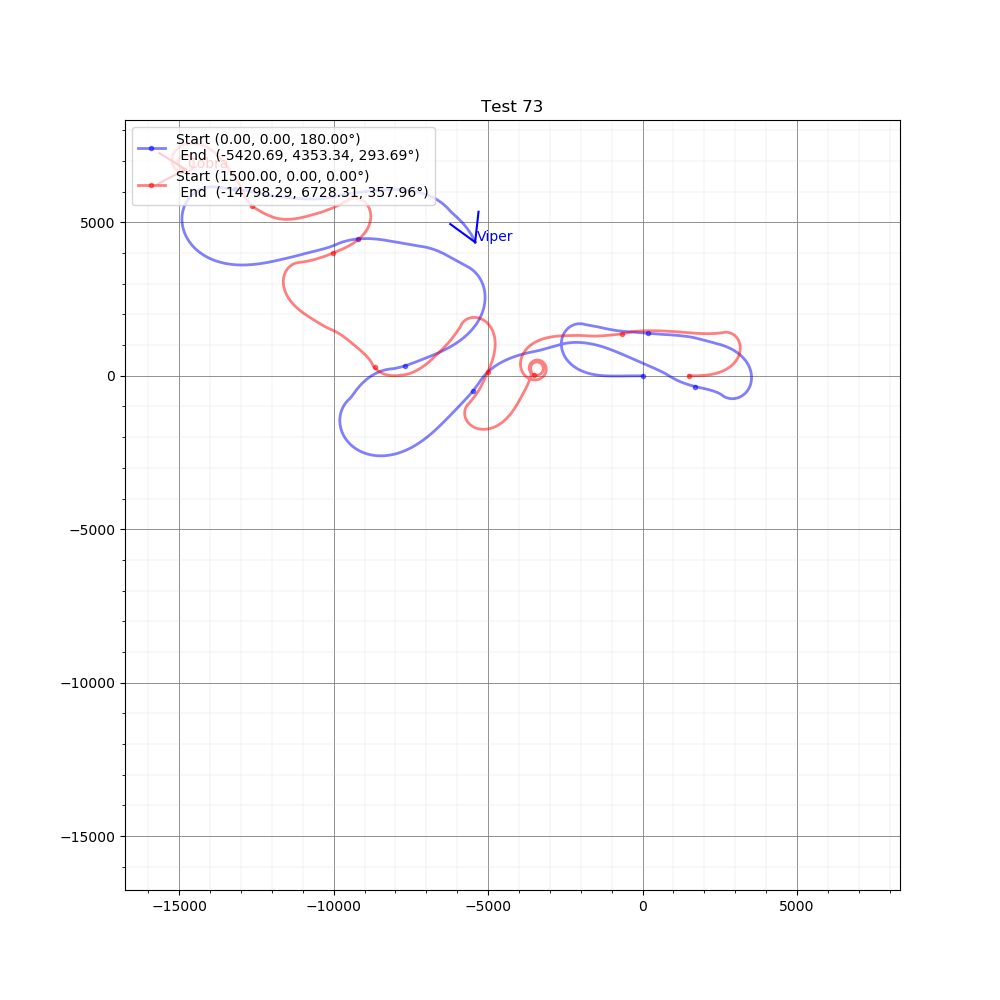 Test 73
Start (0.00, 0.00, 180.00°)
End (-5420.69, 4353.34, 293.69°)
Start (1500.00, 0.00, 0.00°)
End (-14798.29, 6728.31, 357.96°)
Cobra
Viper
5000
0
−5000
−10000
−15000
−15000
−10000
−5000
0
5000